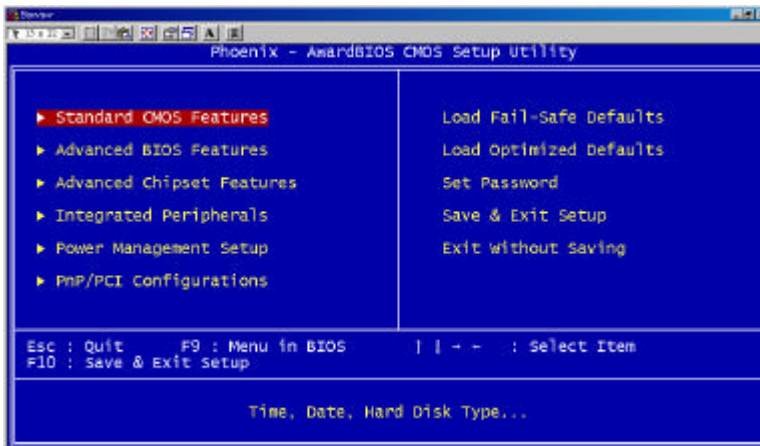 Phoenix - AwardBIOS CMOS Setup Utility
▶ Standard CMOS Features
▶ Advanced BIOS Features
▶ Advanced Chipset Features
▶ Integrated Peripherals
▶ Power Management Setup
▶ PnP/PCI Configurations
Load Fail-Safe Defaults
Load Optimized Defaults
Set Password
Save & Exit Setup
Exit Without Saving
Esc : Quit F9 : Menu in BIOS : Select Item
F10 : Save & Exit Setup
Time, Date, Hard Disk Type...